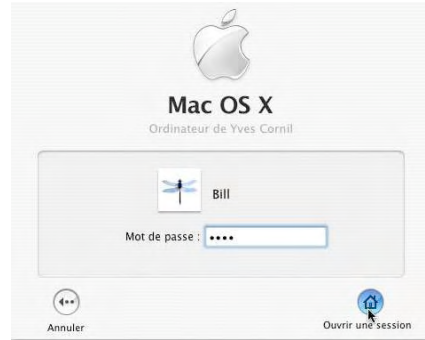 Mac OS X
Ordinateur de Yves Cornil
Bill
Mot de passe : ••••
Annuler
Ouvrir une session